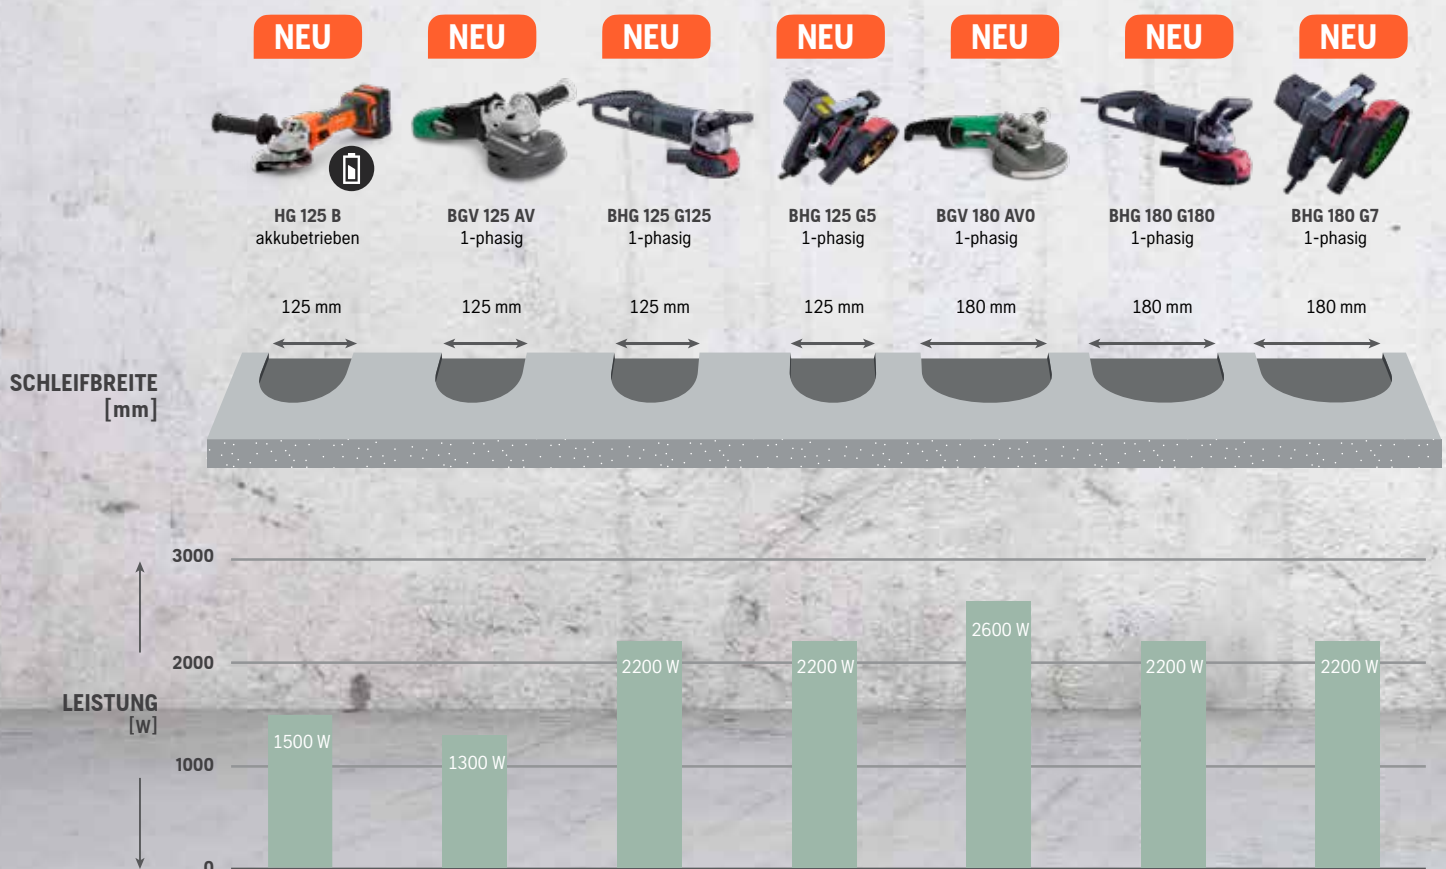 NEU NEU NEU NEU NEU NEU NEU
HG 125 B
akkubetrieben
BGV 125 AV
1-phasig
BHG 125 G125
1-phasig
BHG 125 G5
1-phasig
BGV 180 AV0
1-phasig
BHG 180 G180
1-phasig
BHG 180 G7
1-phasig
125 mm 125 mm 125 mm 125 mm 180 mm 180 mm 180 mm
SCHLEIFBREITE
[mm]
3000
2600 W
2000
2200 W 2200 W 2200 W 2200 W
LEISTUNG
[W]
1500 W
1300 W
1000
0